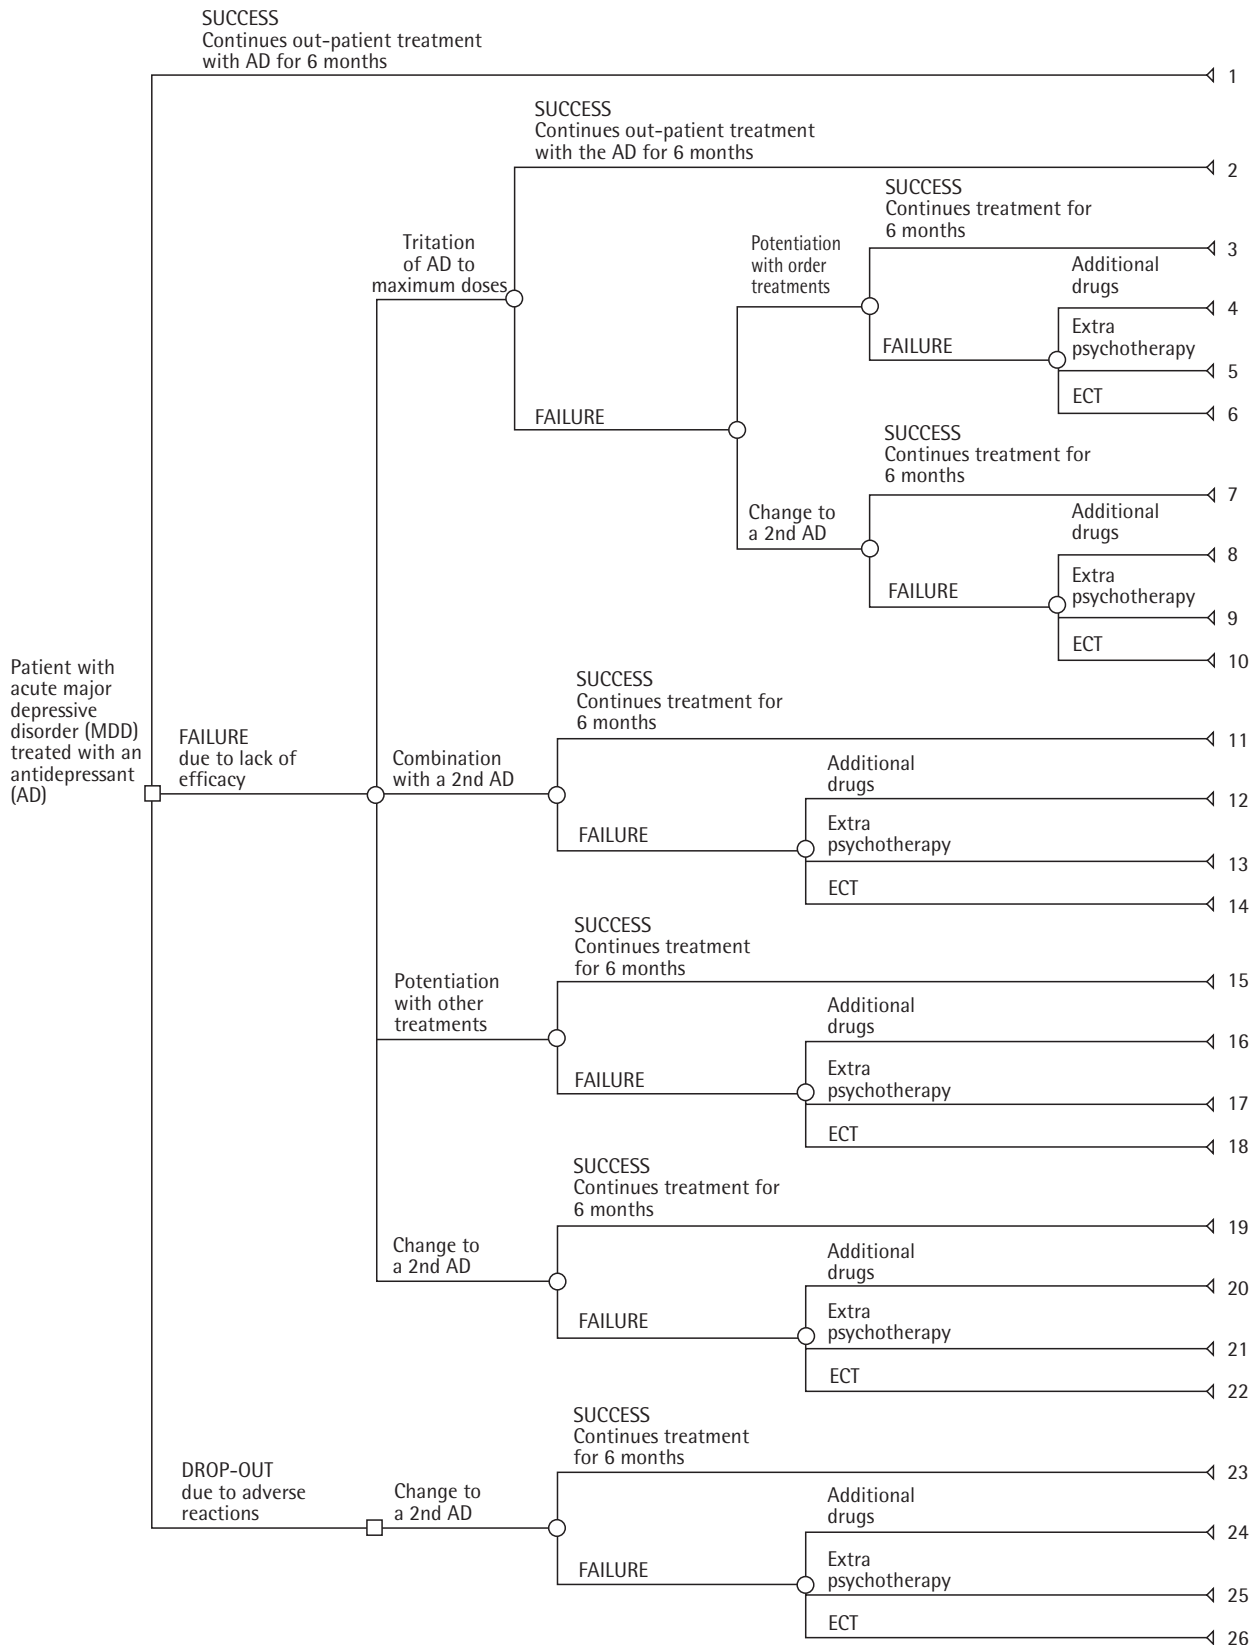 SUCCESS
Continues out-patient treatment
with AD for 6 months
1
SUCCESS
Continues out-patient treatment
with the AD for 6 months
2
Tritation
of AD to
maximum doses
SUCCESS
Continues treatment for
6 months
3
Potentiation
with order
treatments
Additional
drugs
4
FAILURE
Extra
psychotherapy
5
ECT
6
FAILURE
SUCCESS
Continues treatment for
6 months
7
Change to
a 2nd AD
Additional
drugs
8
FAILURE
Extra
psychotherapy
9
ECT
10
Patient with
acute major
depressive
disorder (MDD)
treated with an
antidepressant
(AD)
FAILURE
due to lack of
efficacy
Combination
with a 2nd AD
SUCCESS
Continues treatment for
6 months
11
Additional
drugs
12
FAILURE
Extra
psychotherapy
13
ECT
14
Potentiation
with other
treatments
SUCCESS
Continues treatment
for 6 months
15
Additional
drugs
16
FAILURE
Extra
psychotherapy
17
ECT
18
Change to
a 2nd AD
SUCCESS
Continues treatment for
6 months
19
Additional
drugs
20
FAILURE
Extra
psychotherapy
21
ECT
22
DROP-OUT
due to adverse
reactions
Change to
a 2nd AD
SUCCESS
Continues treatment
for 6 months
23
Additional
drugs
24
FAILURE
Extra
psychotherapy
25
ECT
26